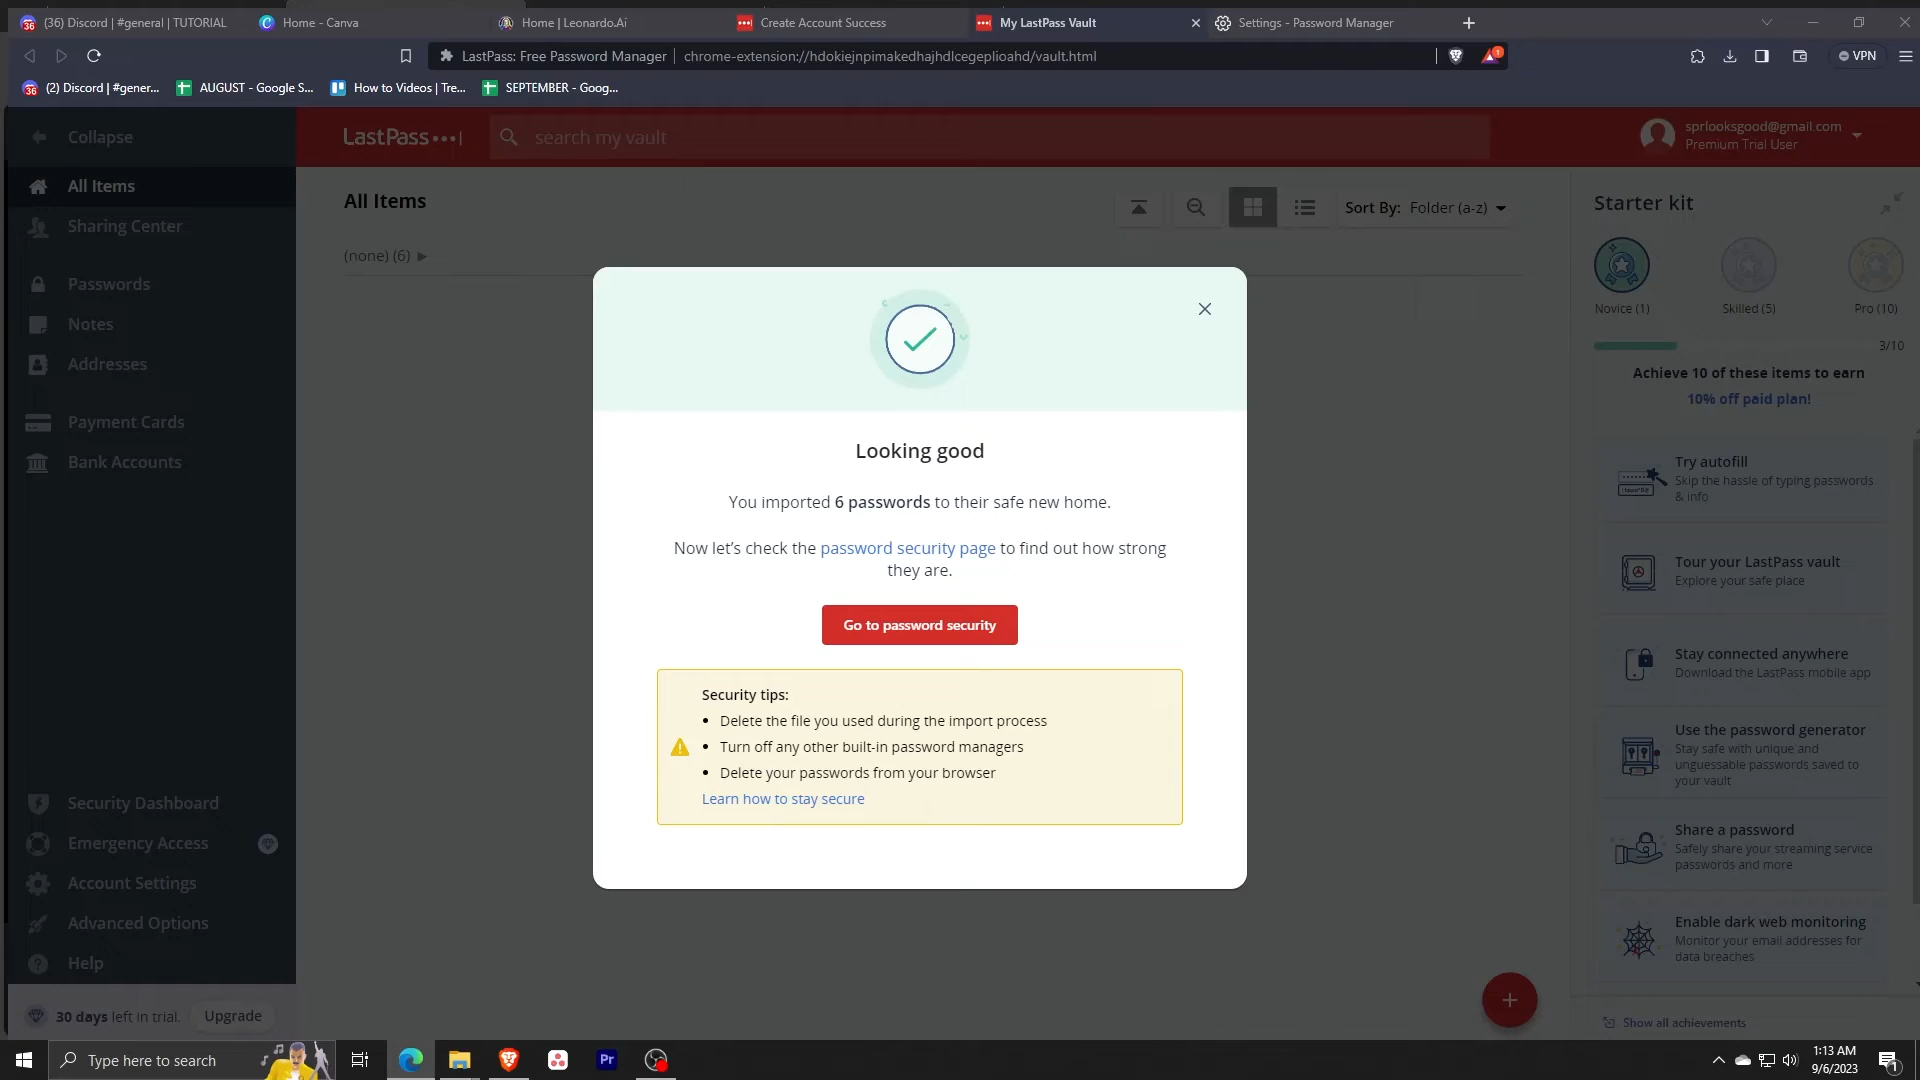 (36) Discord | #general | TUTORIAL
Home - Canva
Home | Leonardo.Ai
Create Account Success
My LastPass Vault
Settings - Password Manager
LastPass: Free Password Manager
chrome-extension://hdokiejnpimakedhajhdlcegeplioahd/vault.html
1
VPN
(2) Discord | #gener...
AUGUST - Google S...
How to Videos | Tre...
SEPTEMBER - Goog...
Collapse
LastPass
search my vault
sprlooksgood@gmail.com
Premium Trial User
All Items
Sharing Center
Passwords
Notes
Addresses
Payment Cards
Bank Accounts
Security Dashboard
Emergency Access
Account Settings
Advanced Options
Help
30 days left in trial.
Upgrade
All Items
Sort By: Folder (a-z)
(none) (6)
Looking good
You imported 6 passwords to their safe new home.
Now let's check the password security page to find out how strong
they are.
Go to password security
Security tips:
• Delete the file you used during the import process
• Turn off any other built-in password managers
• Delete your passwords from your browser
Learn how to stay secure
Starter kit
Novice (1)
Skilled (5)
Pro (10)
3/10
Achieve 10 of these items to earn
10% off paid plan!
Try autofill
Skip the hassle of typing passwords
& info
Tour your LastPass vault
Explore your safe place
Stay connected anywhere
Download the LastPass mobile app
Use the password generator
Stay safe with unique and
unguessable passwords saved to
your vault
Share a password
Safely share your streaming service
passwords and more
Enable dark web monitoring
Monitor your email addresses for
data breaches
Show all achievements
Type here to search
Pr
1:13 AM
9/6/2023
1